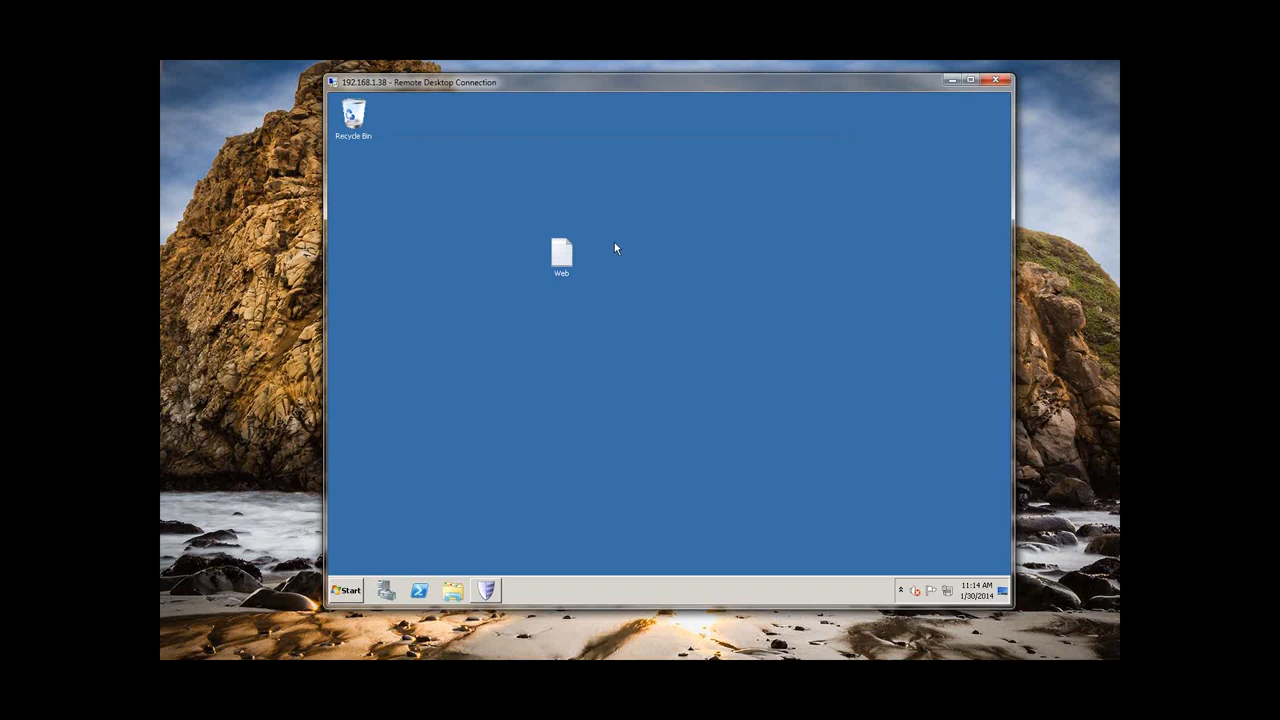 192.168.1.38 - Remote Desktop Connection
Recycle Bin
Web
Start
11:14 AM
1/30/2014